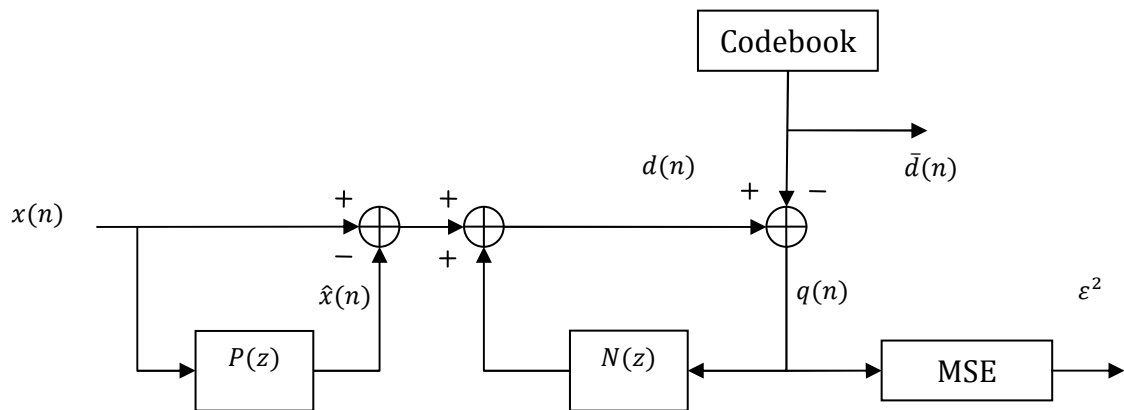 Codebook
d̄(n)
d(n)
+ −
x(n)
+ +
− +
x̂(n)
q(n)
ε²
P(z)
N(z)
MSE